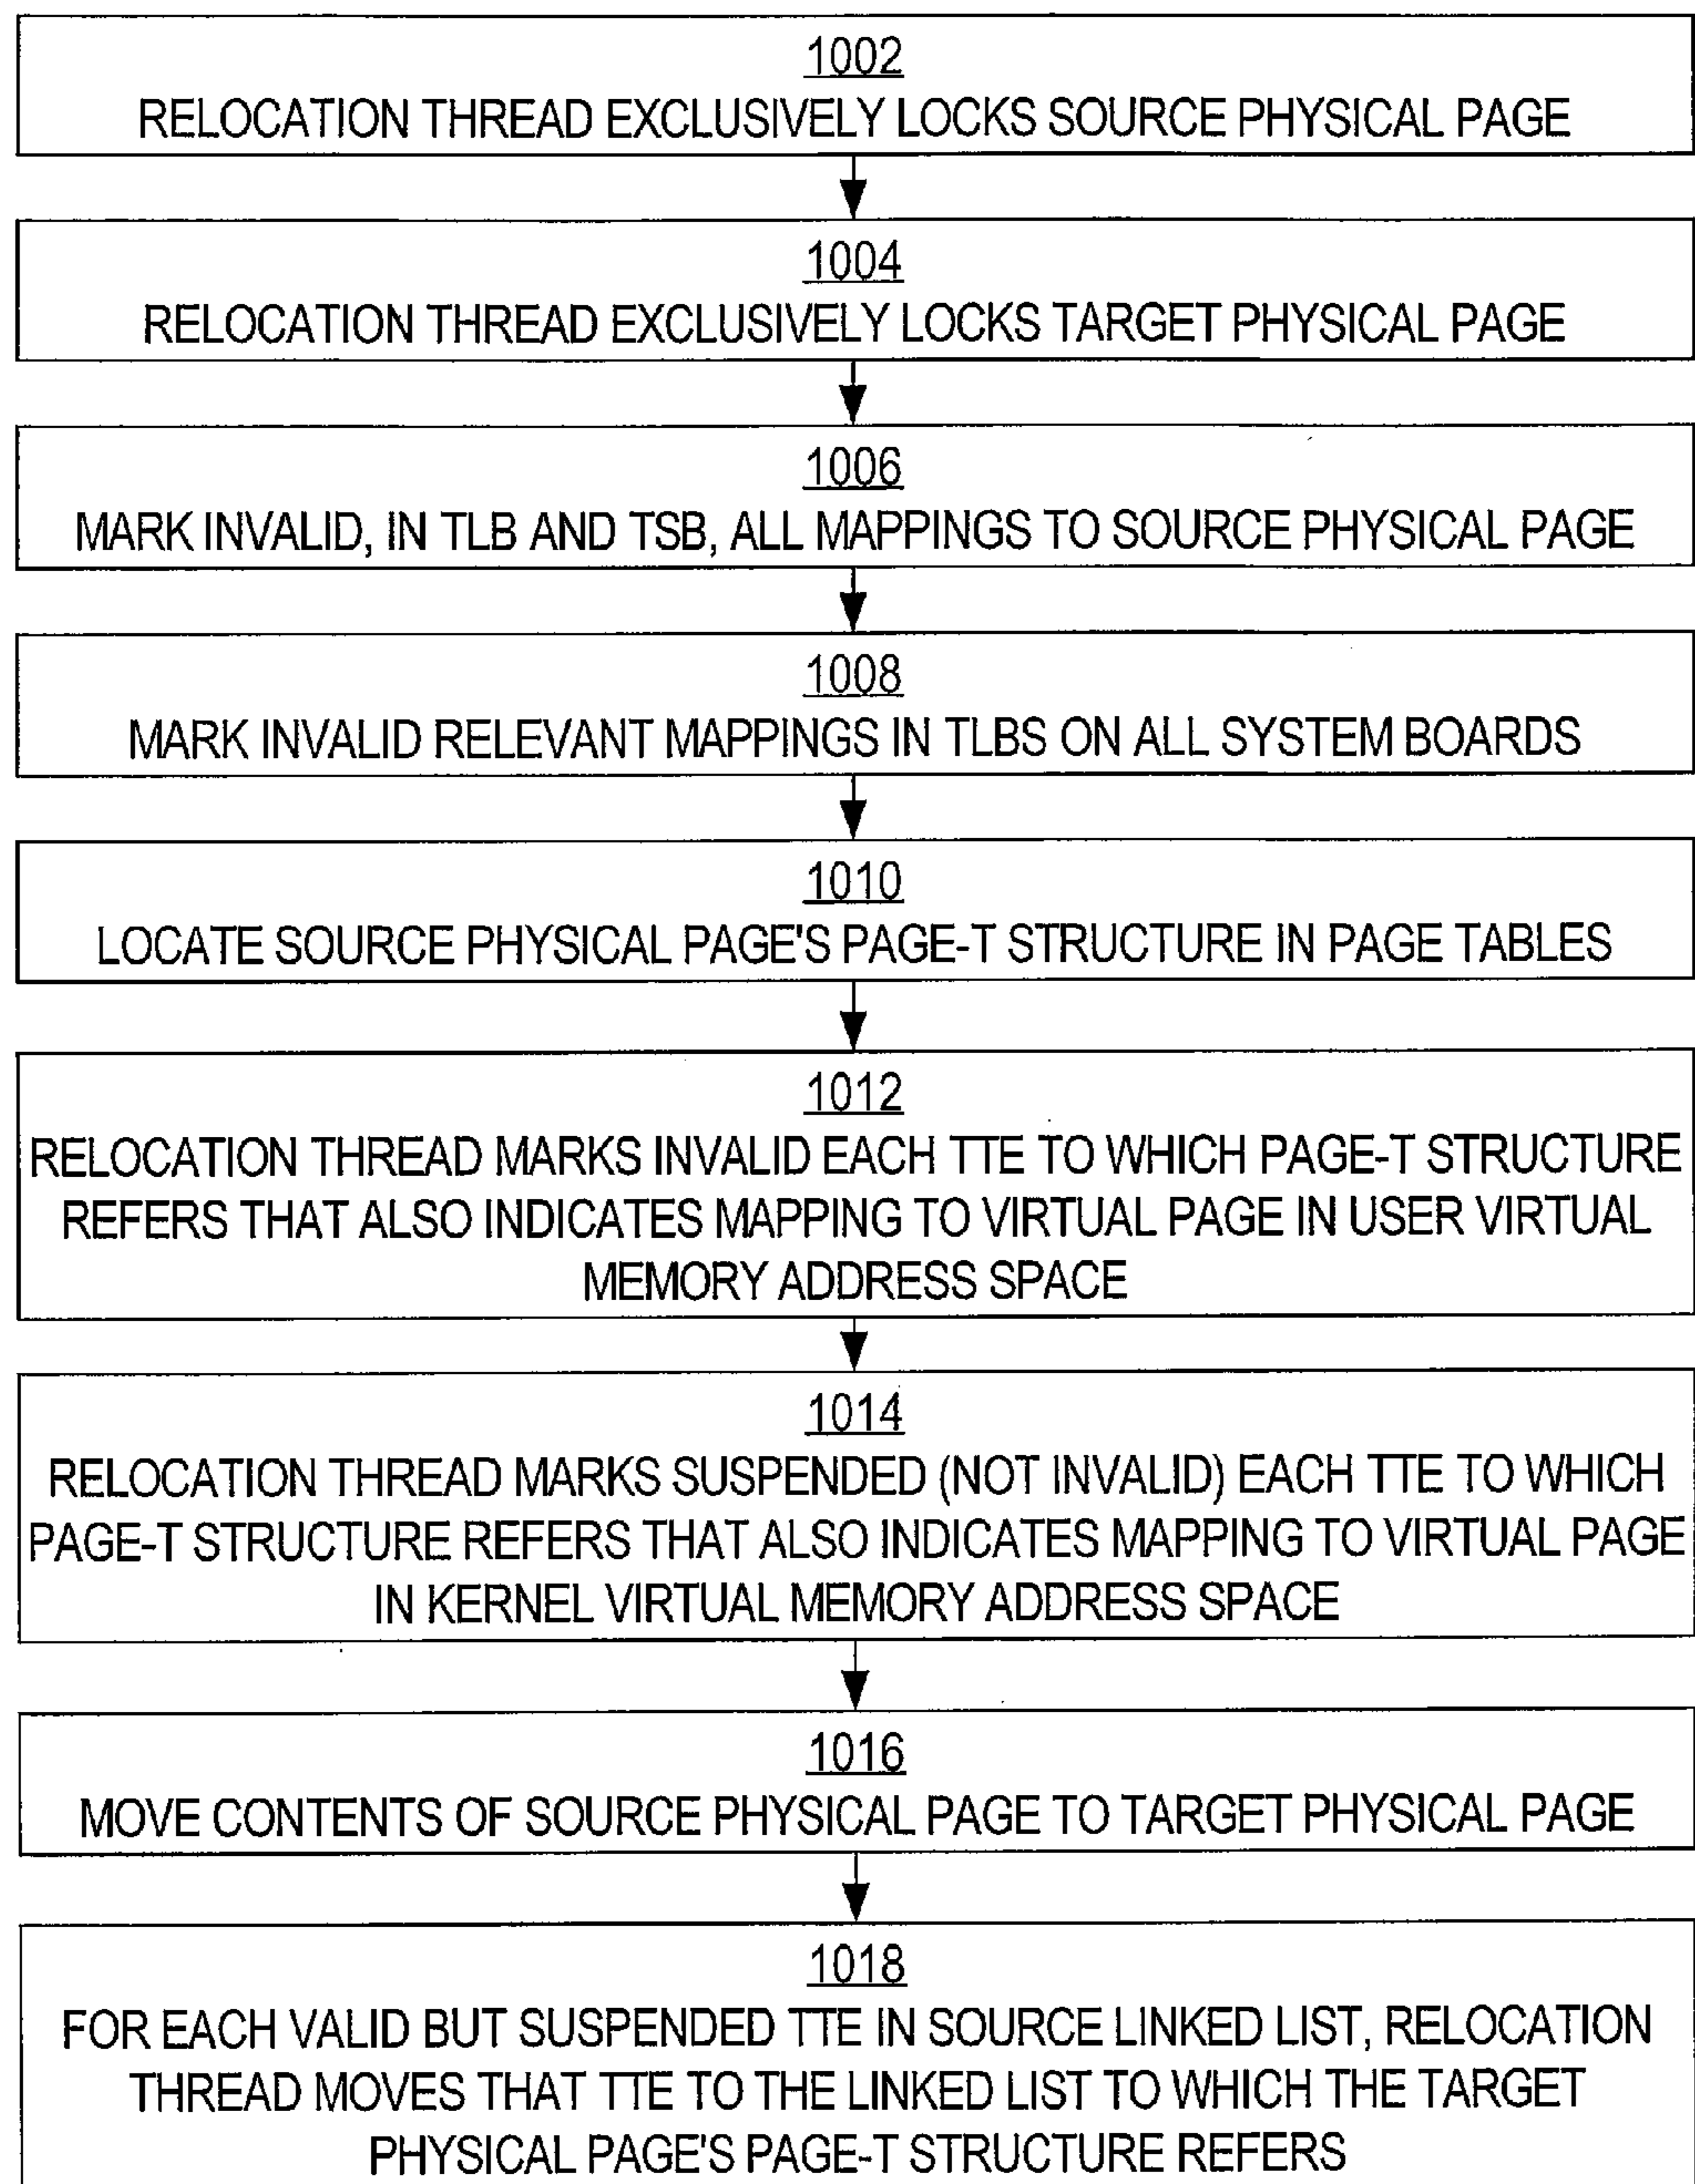 1002
RELOCATION THREAD EXCLUSIVELY LOCKS SOURCE PHYSICAL PAGE
1004
RELOCATION THREAD EXCLUSIVELY LOCKS TARGET PHYSICAL PAGE
1006
MARK INVALID, IN TLB AND TSB, ALL MAPPINGS TO SOURCE PHYSICAL PAGE
1008
MARK INVALID RELEVANT MAPPINGS IN TLBS ON ALL SYSTEM BOARDS
1010
LOCATE SOURCE PHYSICAL PAGE'S PAGE-T STRUCTURE IN PAGE TABLES
1012
RELOCATION THREAD MARKS INVALID EACH TTE TO WHICH PAGE-T STRUCTURE
REFERS THAT ALSO INDICATES MAPPING TO VIRTUAL PAGE IN USER VIRTUAL
MEMORY ADDRESS SPACE
1014
RELOCATION THREAD MARKS SUSPENDED (NOT INVALID) EACH TTE TO WHICH
PAGE-T STRUCTURE REFERS THAT ALSO INDICATES MAPPING TO VIRTUAL PAGE
IN KERNEL VIRTUAL MEMORY ADDRESS SPACE
1016
MOVE CONTENTS OF SOURCE PHYSICAL PAGE TO TARGET PHYSICAL PAGE
1018
FOR EACH VALID BUT SUSPENDED TTE IN SOURCE LINKED LIST, RELOCATION
THREAD MOVES THAT TTE TO THE LINKED LIST TO WHICH THE TARGET
PHYSICAL PAGE'S PAGE-T STRUCTURE REFERS